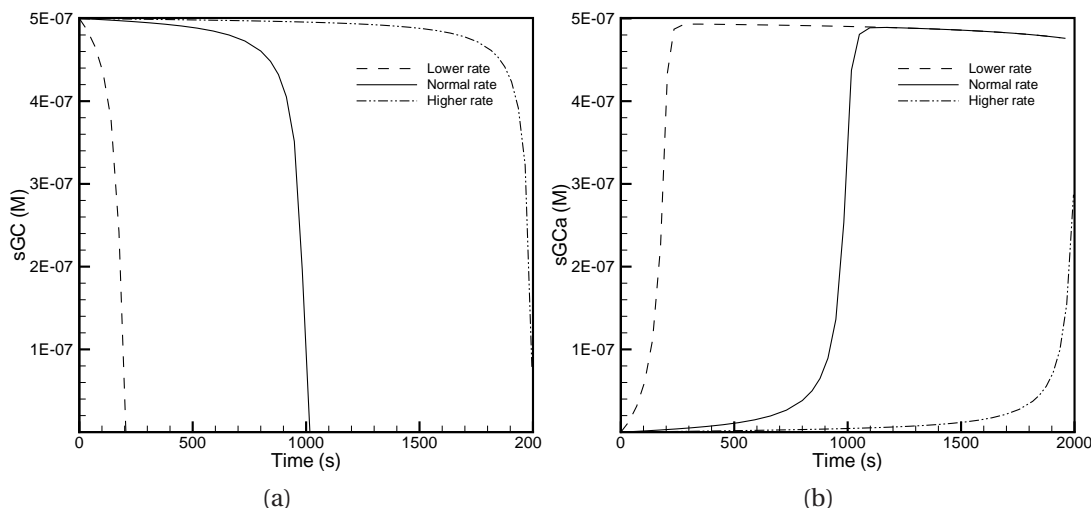 5E-07
4E-07
3E-07
2E-07
1E-07
sGC (M)
0
500
1000
1500
200
Time (s)
Lower rate
Normal rate
Higher rate
(a)
5E-07
4E-07
3E-07
2E-07
1E-07
sGCa (M)
0
500
1000
1500
2000
Time (s)
Lower rate
Normal rate
Higher rate
(b)